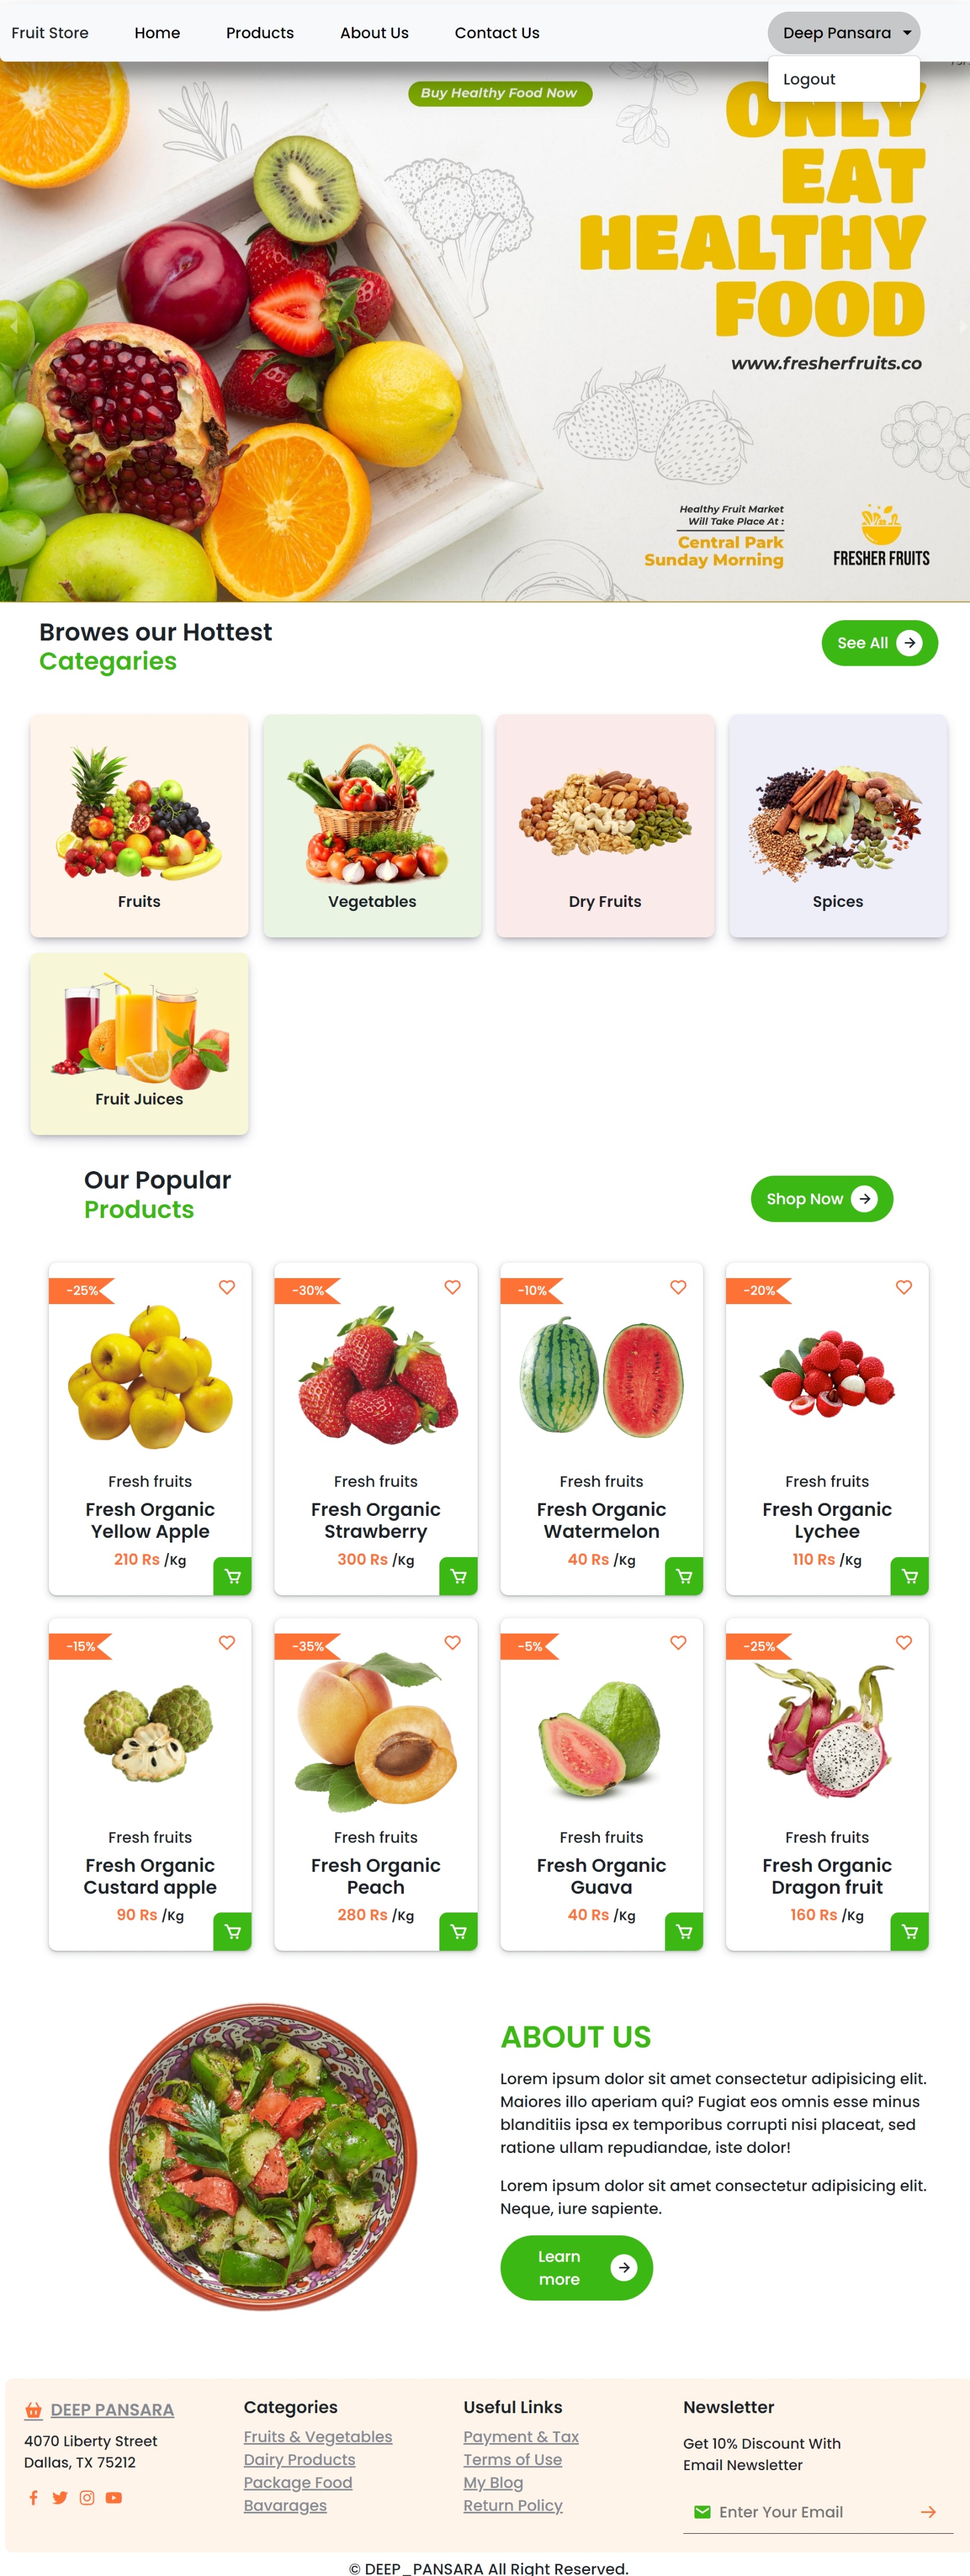 Fruit Store
Home
Products
About Us
Contact Us
Deep Pansara
Logout
Buy Healthy Food Now
ONLY
EAT
HEALTHY
FOOD
www.fresherfruits.co
Healthy Fruit Market
Will Take Place At :
Central Park
Sunday Morning
FRESHER FRUITS
Browes our Hottest
Categaries
See All
Fruits
Vegetables
Dry Fruits
Spices
Fruit Juices
Our Popular
Products
Shop Now
-25%
-30%
-10%
-20%
Fresh fruits
Fresh Organic
Yellow Apple
210 Rs /Kg
Fresh fruits
Fresh Organic
Strawberry
300 Rs /Kg
Fresh fruits
Fresh Organic
Watermelon
40 Rs /Kg
Fresh fruits
Fresh Organic
Lychee
110 Rs /Kg
-15%
-35%
-5%
-25%
Fresh fruits
Fresh Organic
Custard apple
90 Rs /Kg
Fresh fruits
Fresh Organic
Peach
280 Rs /Kg
Fresh fruits
Fresh Organic
Guava
40 Rs /Kg
Fresh fruits
Fresh Organic
Dragon fruit
160 Rs /Kg
ABOUT US
Lorem ipsum dolor sit amet consectetur adipisicing elit.
Maiores illo aperiam qui? Fugiat eos omnis esse minus
blanditiis ipsa ex temporibus corrupti nisi placeat, sed
ratione ullam repudiandae, iste dolor!
Lorem ipsum dolor sit amet consectetur adipisicing elit.
Neque, iure sapiente.
Learn
more
DEEP PANSARA
4070 Liberty Street
Dallas, TX 75212
Categories
Fruits & Vegetables
Dairy Products
Package Food
Bavarages
Useful Links
Payment & Tax
Terms of Use
My Blog
Return Policy
Newsletter
Get 10% Discount With
Email Newsletter
Enter Your Email
© DEEP_PANSARA All Right Reserved.